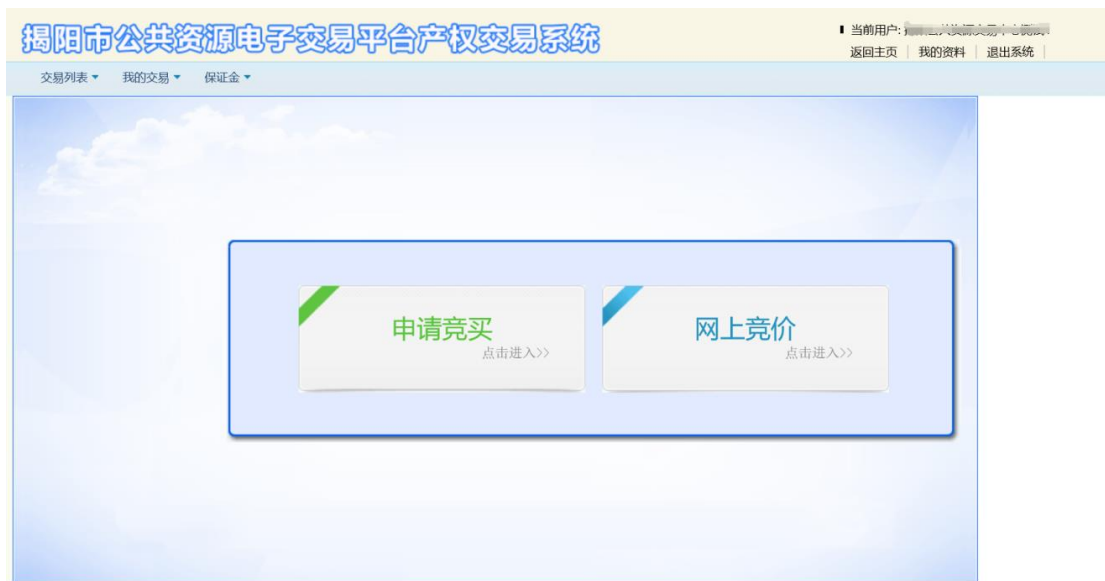 揭阳市公共资源电子交易平台产权交易系统
当前用户:
返回主页 | 我的资料 | 退出系统 |
交易列表 我的交易 保证金
申请竞买
点击进入>>
网上竞价
点击进入>>